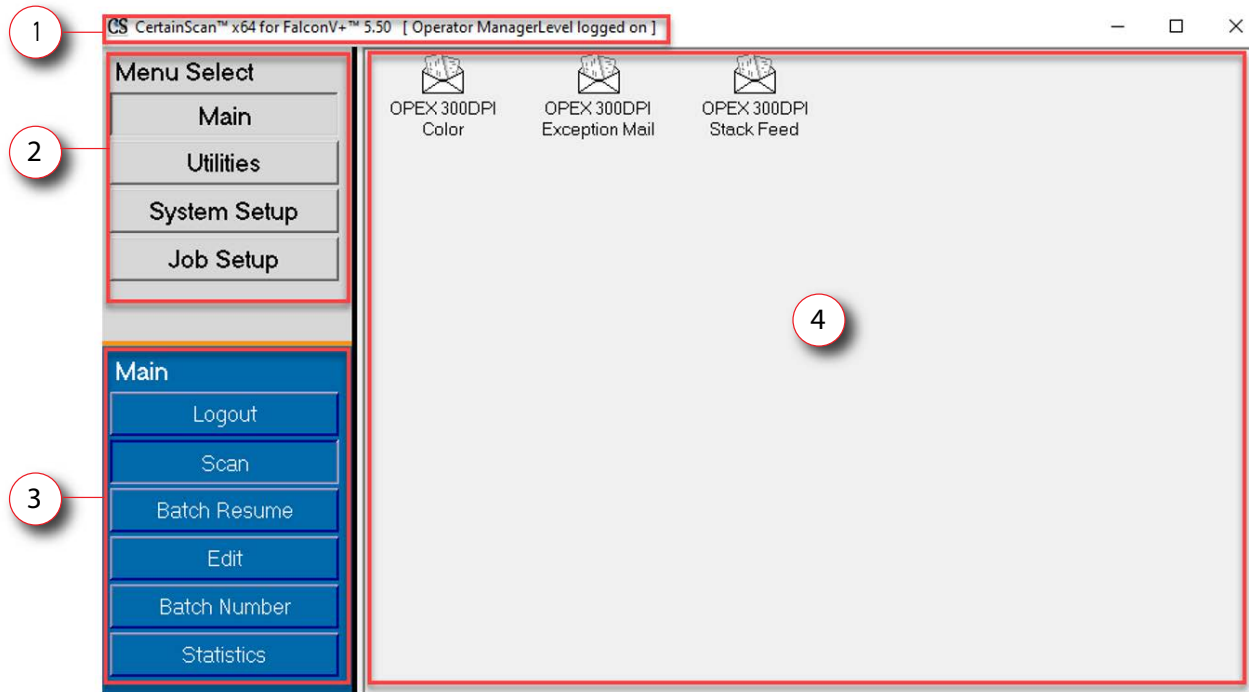 1
CS CertainScan™ x64 for FalconV+™ 5.50 [ Operator ManagerLevel logged on ]
2
Menu Select
Main
Utilities
System Setup
Job Setup
3
Main
Logout
Scan
Batch Resume
Edit
Batch Number
Statistics
OPEX 300DPI
Color
OPEX 300DPI
Exception Mail
OPEX 300DPI
Stack Feed
4